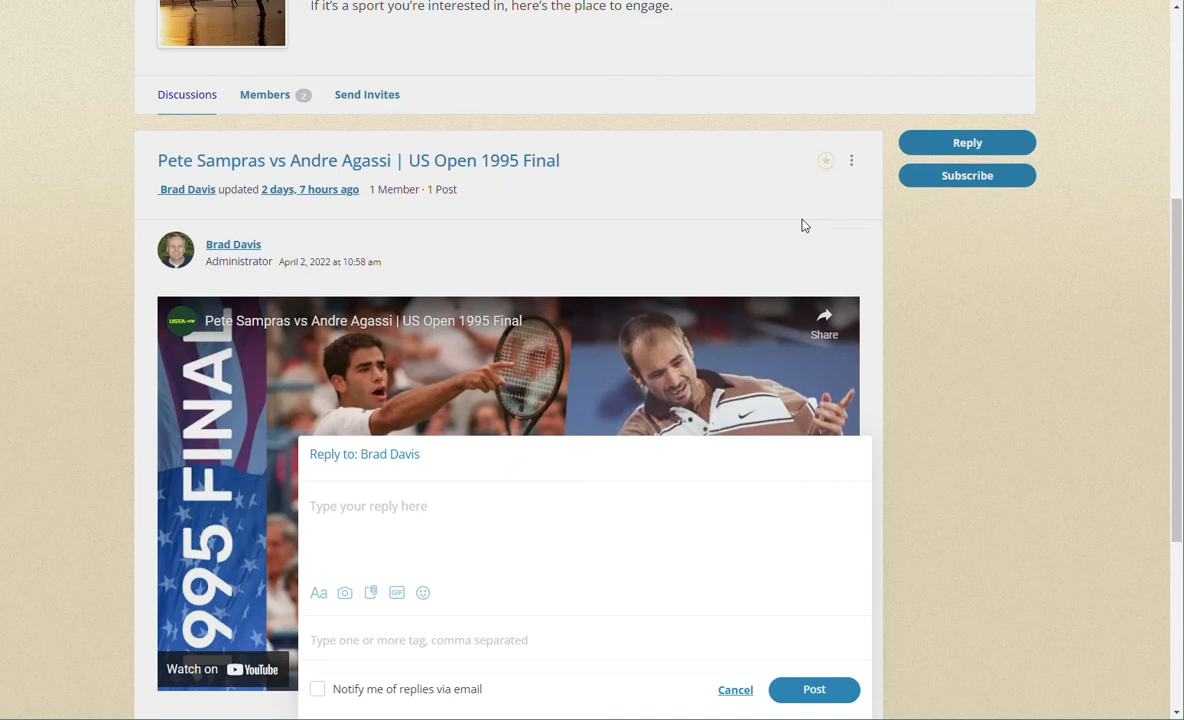 If it's a sport you're interested in, here's the place to engage.
Discussions Members 2 Send Invites
Pete Sampras vs Andre Agassi | US Open 1995 Final
Reply
Subscribe
Brad Davis updated 2 days, 7 hours ago 1 Member · 1 Post
Brad Davis
Administrator April 2, 2022 at 10:58 am
Pete Sampras vs Andre Agassi | US Open 1995 Final
Share
995 FINAL
Watch on YouTube
Reply to: Brad Davis
Type your reply here
Aa GIF
Type one or more tag, comma separated
Notify me of replies via email
Cancel Post